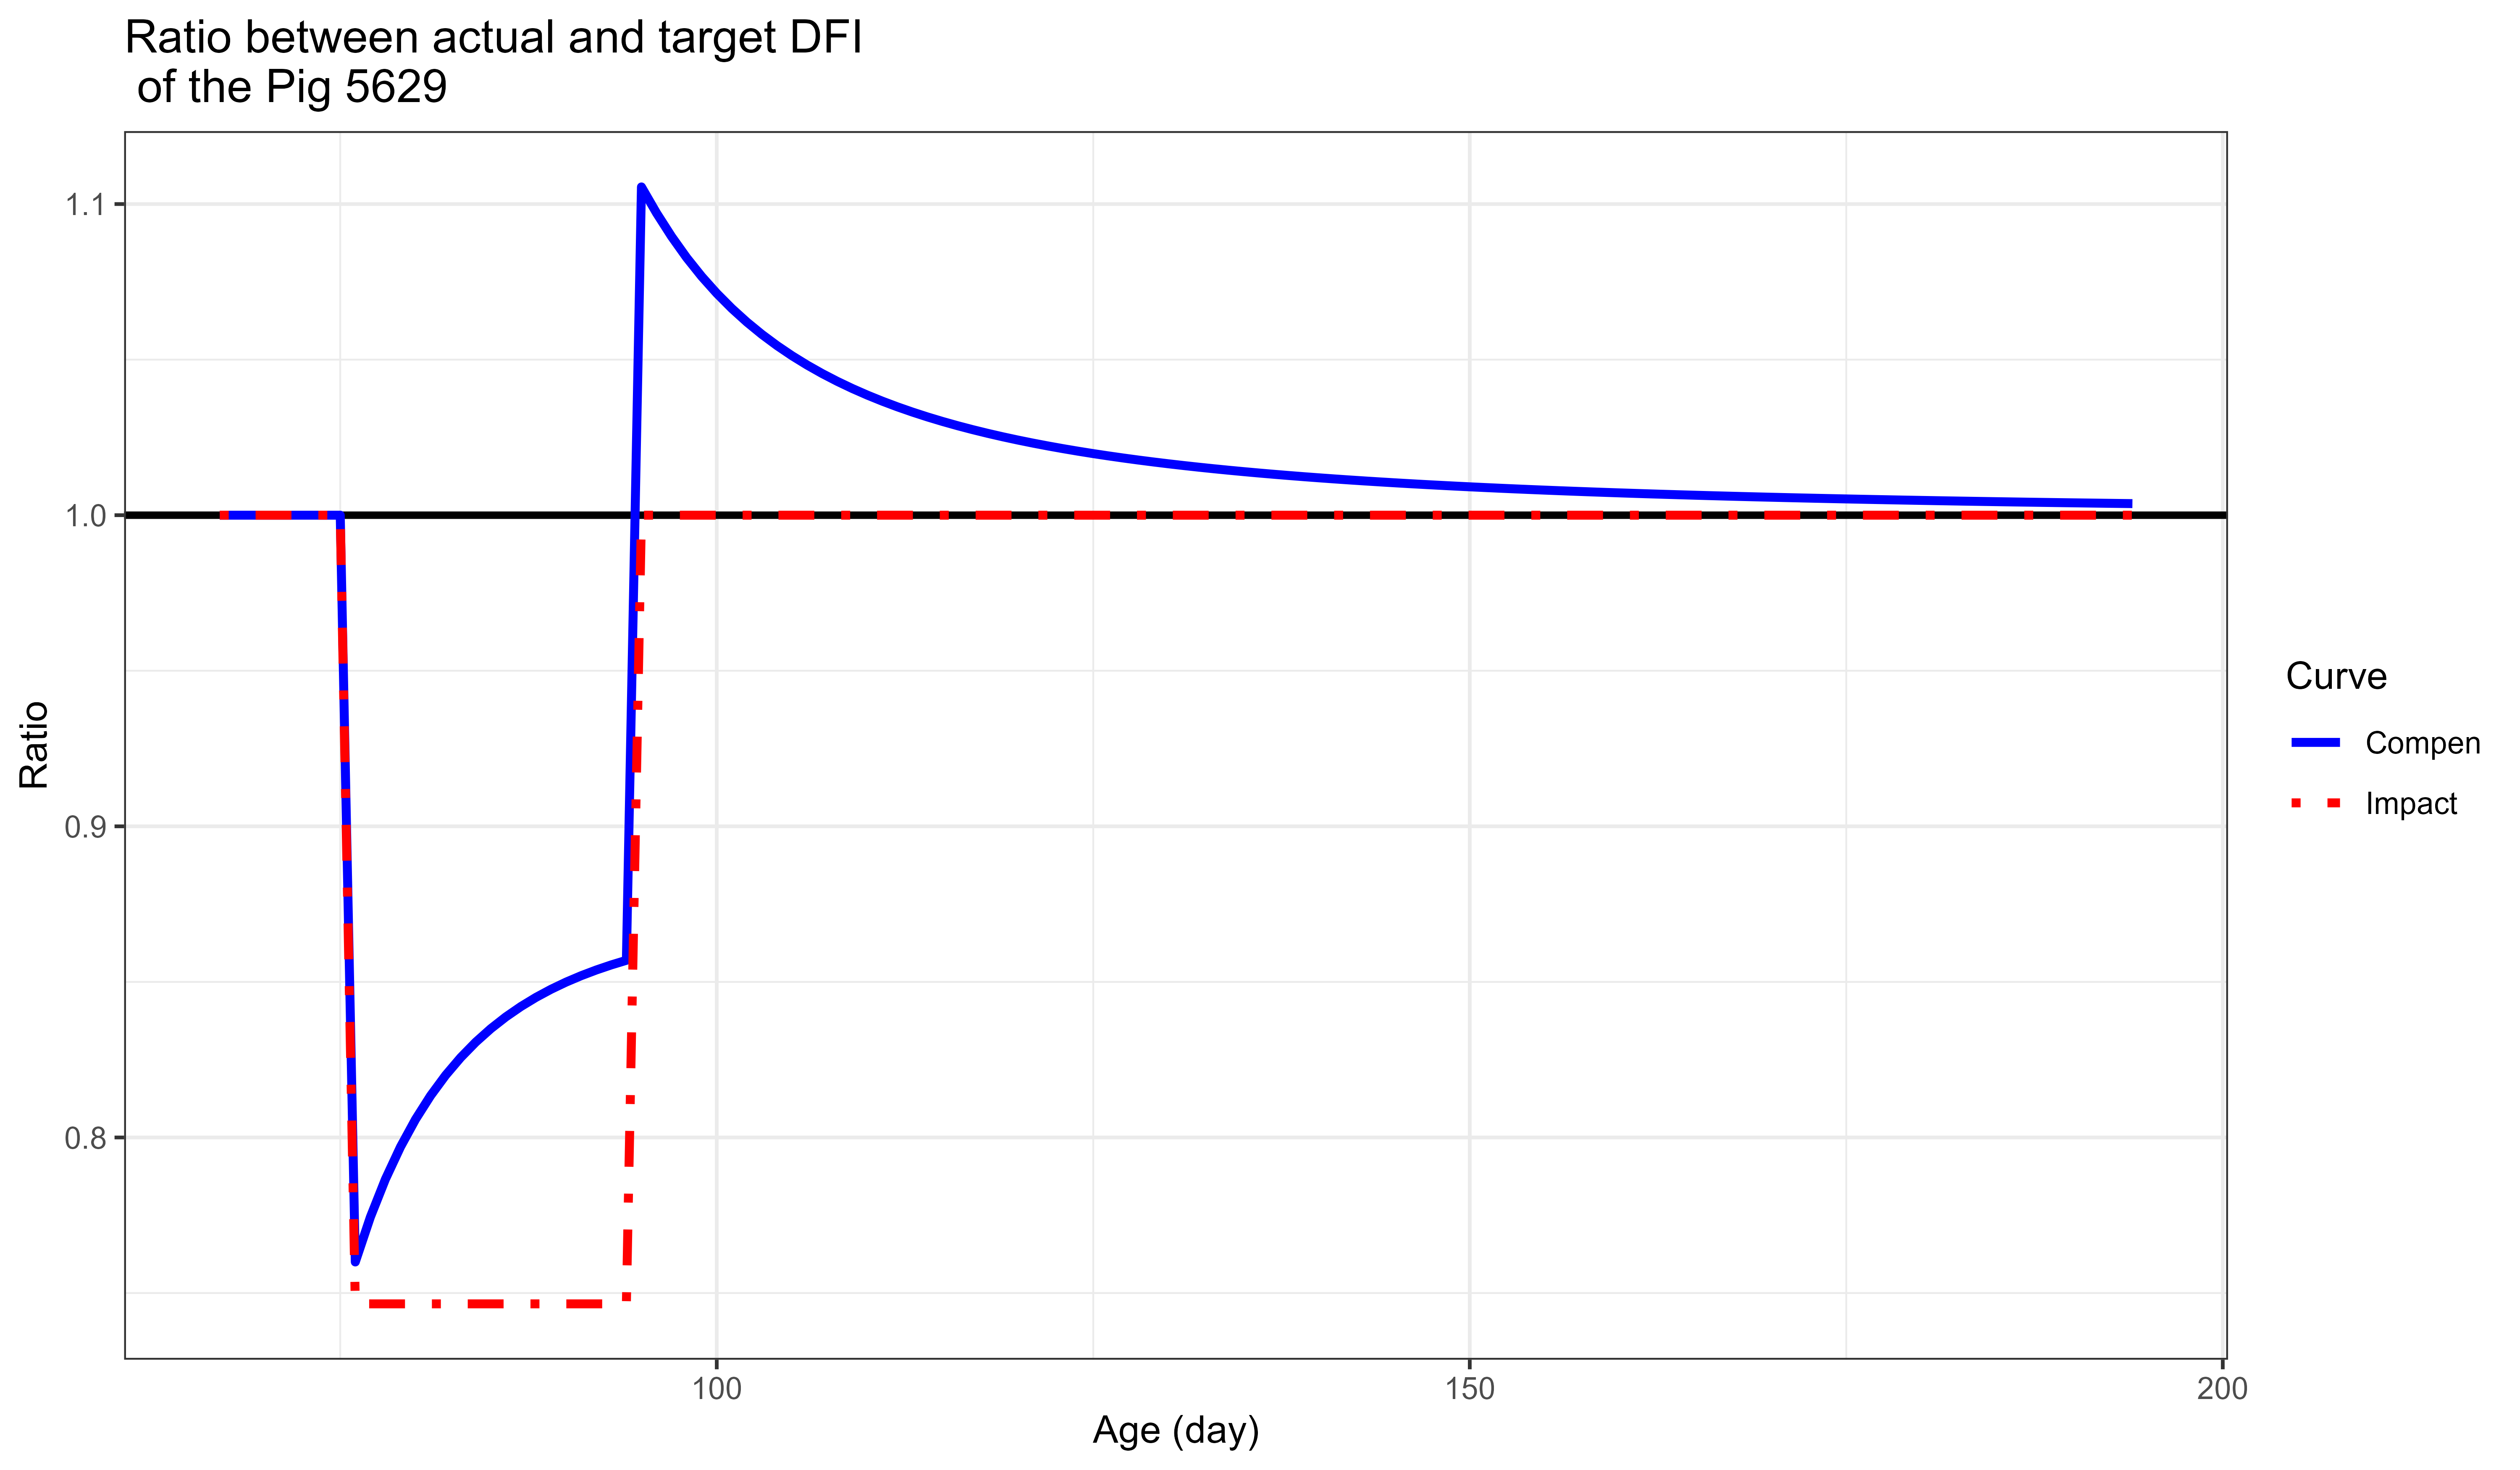 Ratio between actual and target DFI
of the Pig 5629
1.1
1.0
0.9
0.8
Ratio
100
150
200
Age (day)
Curve
Compen
Impact